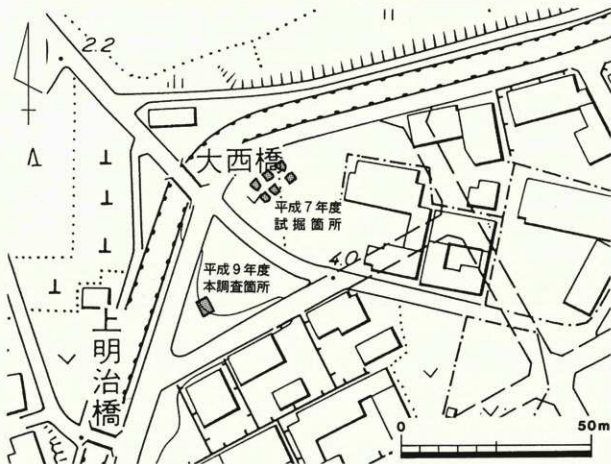 2.2
大西橋
平成7年度
試掘箇所
平成9年度
本調査箇所
4.0
上明治橋
0 50m